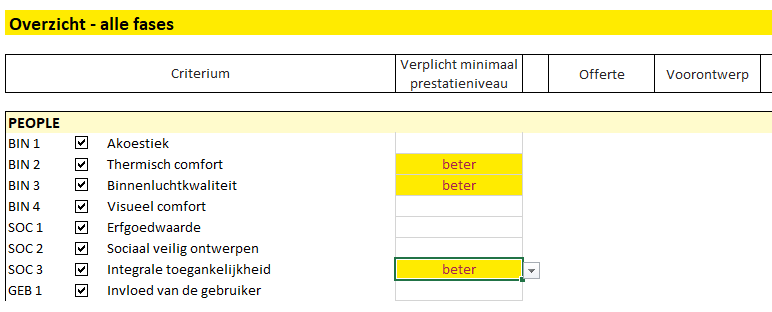 Overzicht - alle fases
Criterium
Verplicht minimaal
prestatieniveau
Offerte
Voorontwerp
PEOPLE
BIN 1 Akoestiek
BIN 2 Thermisch comfort beter
BIN 3 Binnenluchtkwaliteit beter
BIN 4 Visueel comfort
SOC 1 Erfgoedwaarde
SOC 2 Sociaal veilig ontwerpen
SOC 3 Integrale toegankelijkheid beter
GEB 1 Invloed van de gebruiker